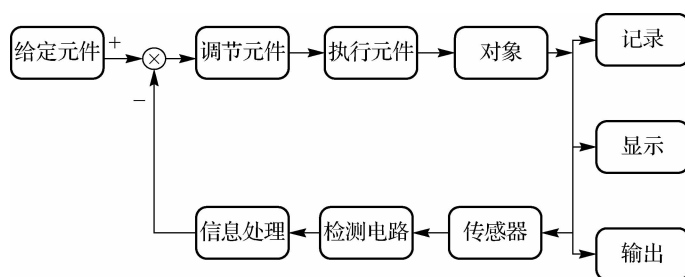 给定元件
+
×
−
调节元件
执行元件
对象
记录
显示
输出
传感器
检测电路
信息处理